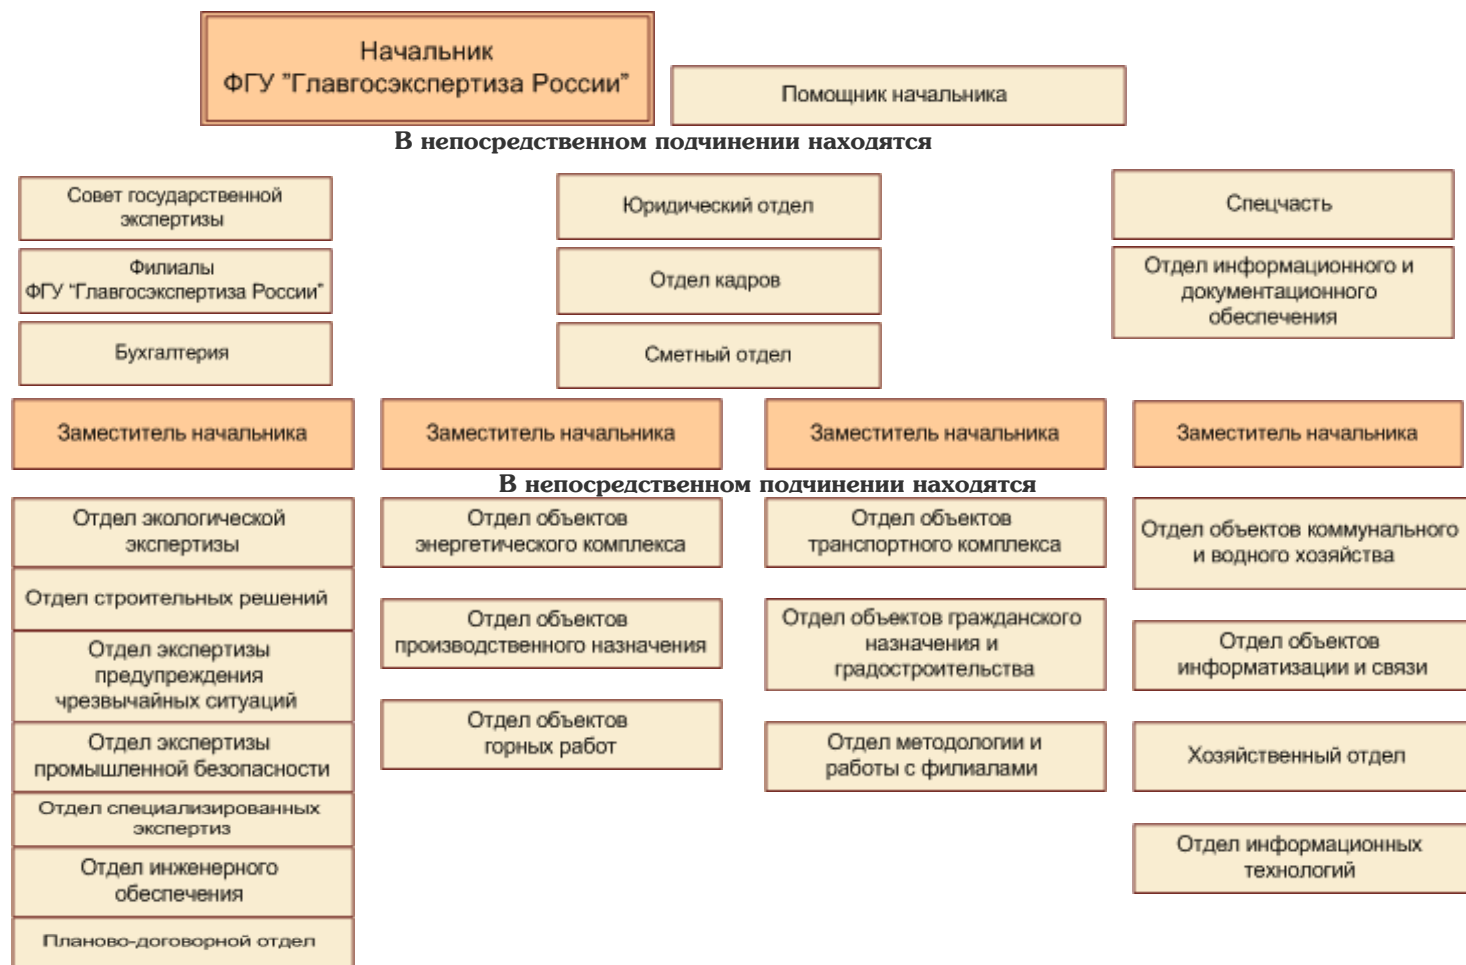 Начальник
ФГУ "Главгосэкспертиза России"
Помощник начальника
В непосредственном подчинении находятся
Совет государственной
экспертизы
Филиалы
ФГУ "Главгосэкспертиза России"
Бухгалтерия
Юридический отдел
Отдел кадров
Сметный отдел
Спецчасть
Отдел информационного и
документационного
обеспечения
Заместитель начальника
Заместитель начальника
Заместитель начальника
Заместитель начальника
В непосредственном подчинении находятся
Отдел экологической
экспертизы
Отдел строительных решений
Отдел экспертизы
предупреждения
чрезвычайных ситуаций
Отдел экспертизы
промышленной безопасности
Отдел специализированных
экспертиз
Отдел инженерного
обеспечения
Планово-договорной отдел
Отдел объектов
энергетического комплекса
Отдел объектов
производственного назначения
Отдел объектов
горных работ
Отдел объектов
транспортного комплекса
Отдел объектов гражданского
назначения и
градостроительства
Отдел методологии и
работы с филиалами
Отдел объектов коммунального
и водного хозяйства
Отдел объектов
информатизации и связи
Хозяйственный отдел
Отдел информационных
технологий